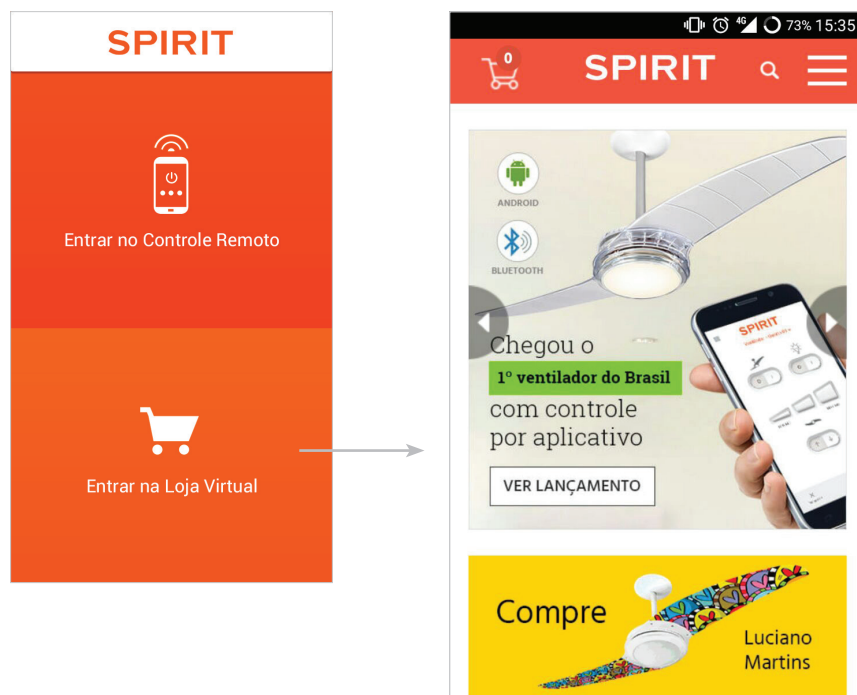 SPIRIT
Entrar no Controle Remoto
Entrar na Loja Virtual
4G 73% 15:35
0
SPIRIT
ANDROID
BLUETOOTH
SPIRIT
Chegou o
1º ventilador do Brasil
com controle
por aplicativo
VER LANÇAMENTO
Compre
Luciano
Martins